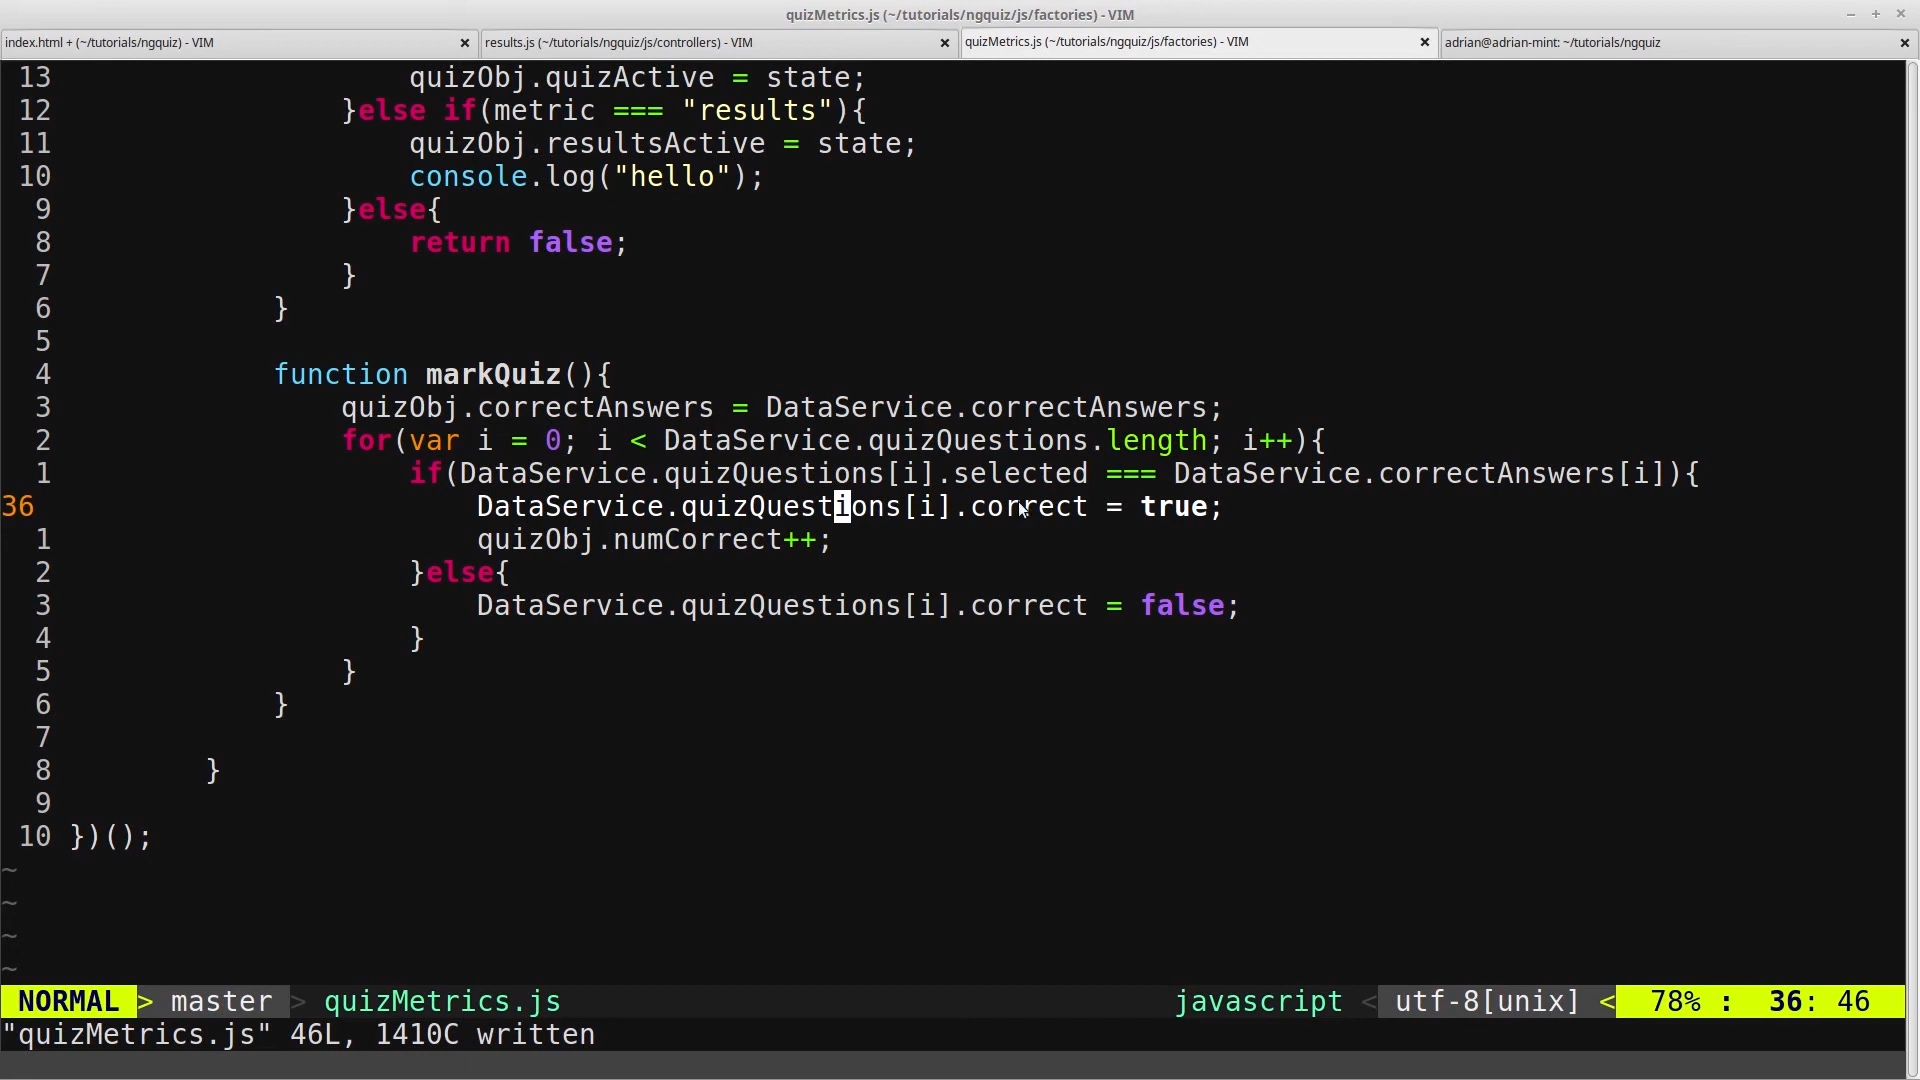 quizMetrics.js (~/tutorials/ngquiz/js/factories) - VIM
index.html + (~/tutorials/ngquiz) - VIM
results.js (~/tutorials/ngquiz/js/controllers) - VIM
quizMetrics.js (~/tutorials/ngquiz/js/factories) - VIM
adrian@adrian-mint: ~/tutorials/ngquiz
13 quizObj.quizActive = state;
12 }else if(metric === "results"){
11 quizObj.resultsActive = state;
10 console.log("hello");
9 }else{
8 return false;
7 }
6 }
5
4 function markQuiz(){
3 quizObj.correctAnswers = DataService.correctAnswers;
2 for(var i = 0; i < DataService.quizQuestions.length; i++){
1 if(DataService.quizQuestions[i].selected === DataService.correctAnswers[i]){
36 DataService.quizQuestions[i].correct = true;
1 quizObj.numCorrect++;
2 }else{
3 DataService.quizQuestions[i].correct = false;
4 }
5 }
6 }
7
8 }
9
10 })();
~
~
~
~
NORMAL > master > quizMetrics.js javascript < utf-8[unix] < 78% : 36: 46
"quizMetrics.js" 46L, 1410C written